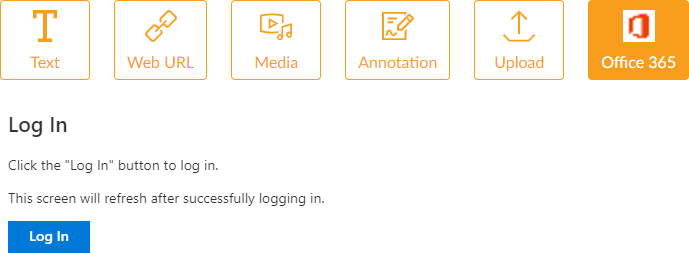 Text Web URL Media Annotation Upload Office 365
Log In
Click the "Log In" button to log in.
This screen will refresh after successfully logging in.
Log In